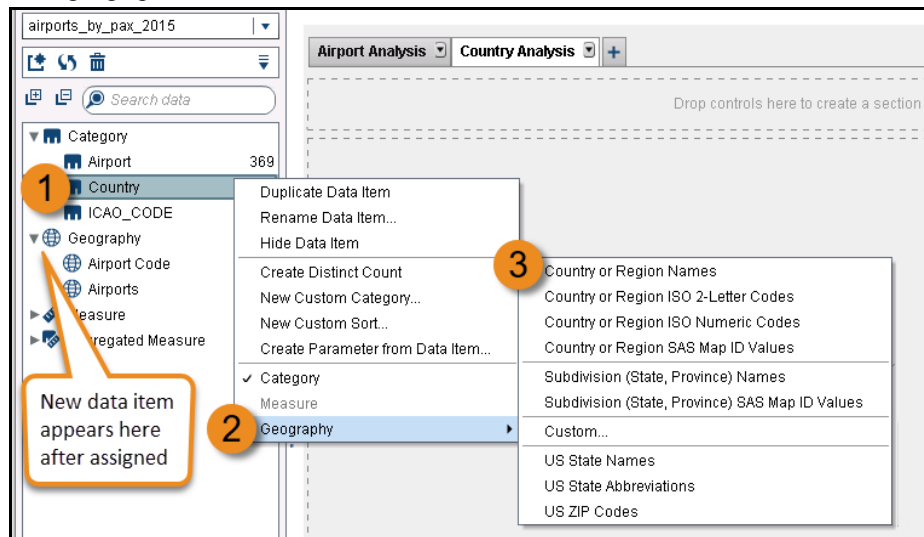 airports_by_pax_2015
Airport Analysis
Country Analysis
+
Search data
Drop controls here to create a section
Category
Airport 369
1
Country
ICAO_CODE
Geography
Airport Code
Airports
Measure
regated Measure
New data item
appears here
after assigned
Duplicate Data Item
Rename Data Item...
Hide Data Item
Create Distinct Count
New Custom Category...
New Custom Sort...
Create Parameter from Data Item...
✓ Category
Measure
2
Geography
3
Country or Region Names
Country or Region ISO 2-Letter Codes
Country or Region ISO Numeric Codes
Country or Region SAS Map ID Values
Subdivision (State, Province) Names
Subdivision (State, Province) SAS Map ID Values
Custom...
US State Names
US State Abbreviations
US ZIP Codes